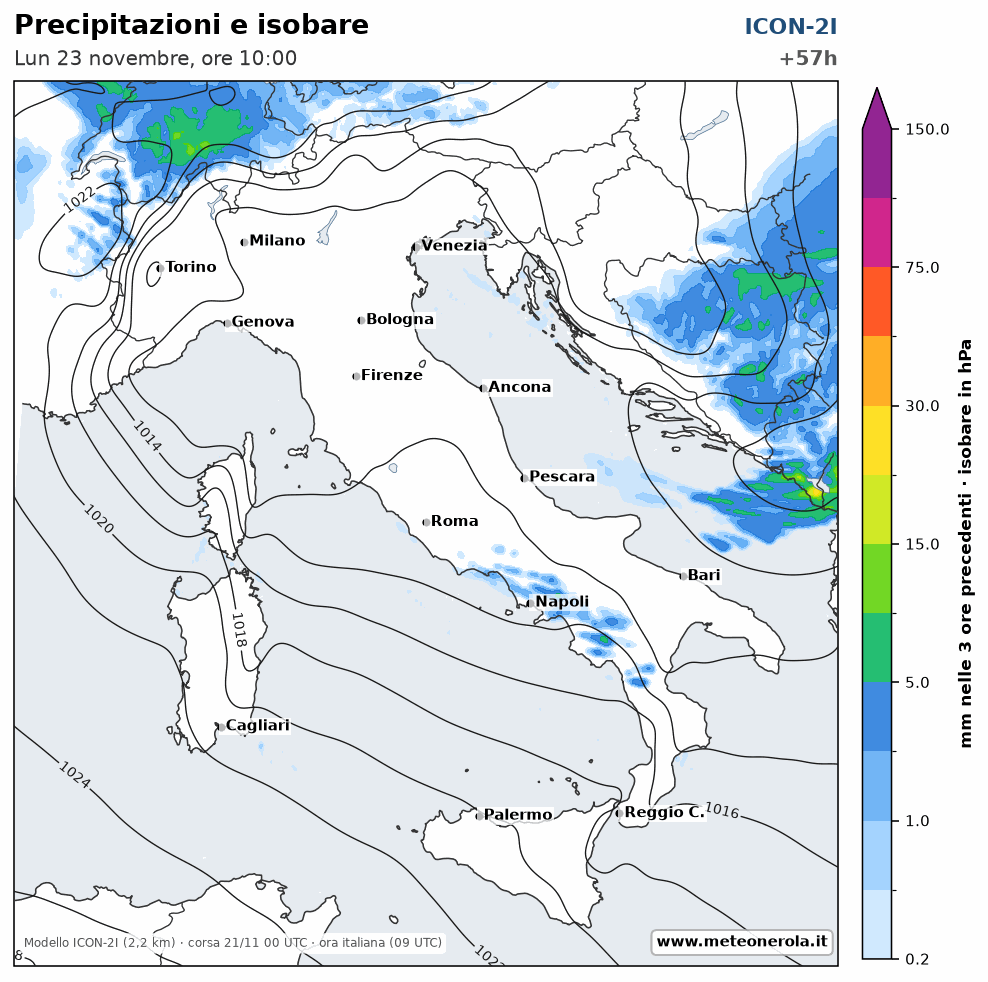 Precipitazioni e isobare
ICON-2I
Lun 23 novembre, ore 10:00
+57h
150.0
1022
Milano
Venezia
Torino
75.0
Genova
Bologna
Firenze
Ancona
30.0
1014
Pescara
1020
Roma
15.0
Bari
Napoli
1018
5.0
Cagliari
1024
1016
Palermo
Reggio C.
1.0
mm nelle 3 ore precedenti · isobare in hPa
Modello ICON-2I (2,2 km) · corsa 21/11 00 UTC · ora italiana (09 UTC)
www.meteonerola.it
8
0.2